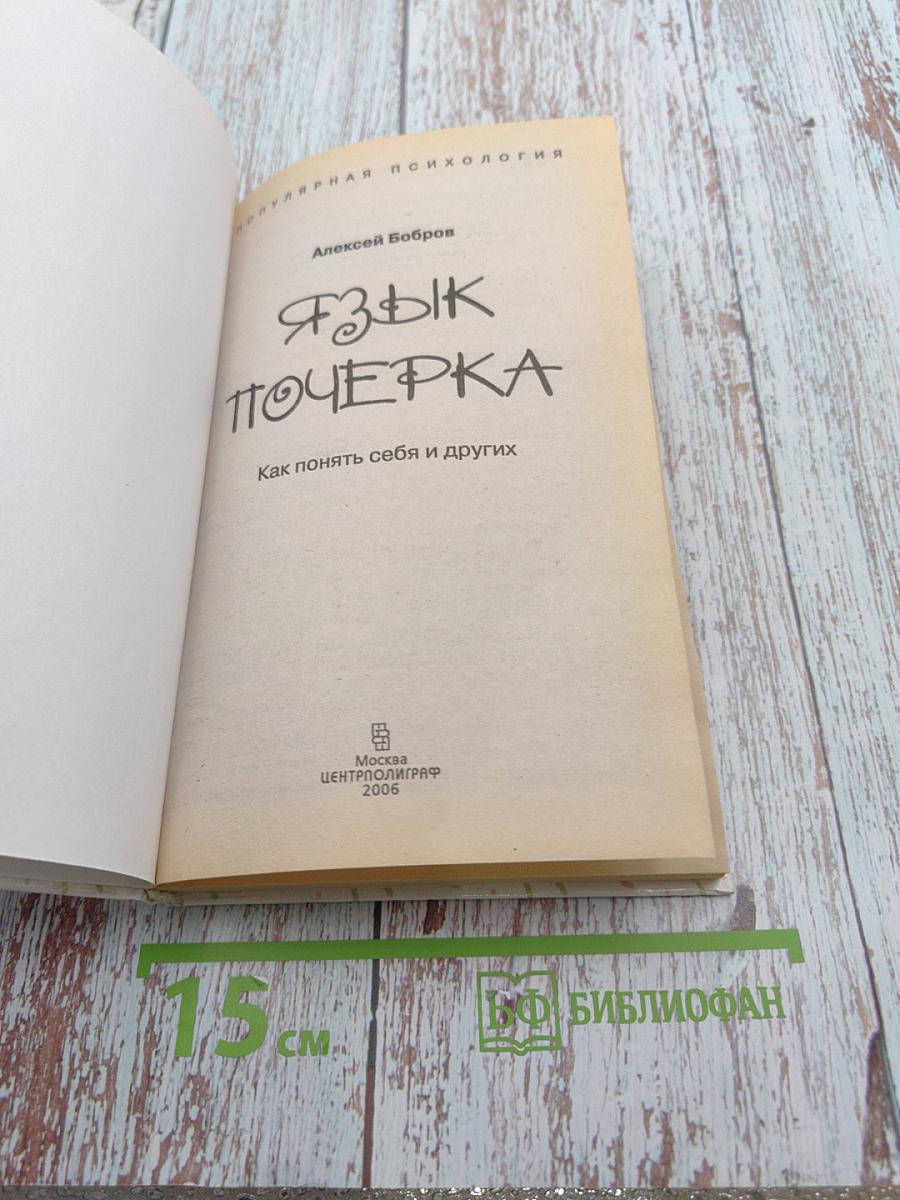 ПОПУЛЯРНАЯ ПСИХОЛОГИЯ
Алексей Бобров
ЯЗЫК
ПОЧЕРКА
Как понять себя и других
Москва
ЦЕНТРПОЛИГРАФ
2006
15 см
БФ БИБЛИОФАН